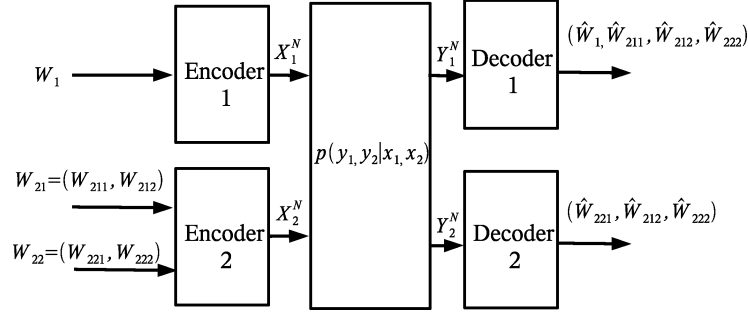 W₁
Encoder
1
X₁ᴺ
p(y₁,y₂|x₁,x₂)
Y₁ᴺ
Decoder
1
(Ŵ₁,Ŵ₂₁₁,Ŵ₂₁₂,Ŵ₂₂₂)
W₂₁=(W₂₁₁,W₂₁₂)
W₂₂=(W₂₂₁,W₂₂₂)
Encoder
2
X₂ᴺ
Y₂ᴺ
Decoder
2
(Ŵ₂₂₁,Ŵ₂₁₂,Ŵ₂₂₂)